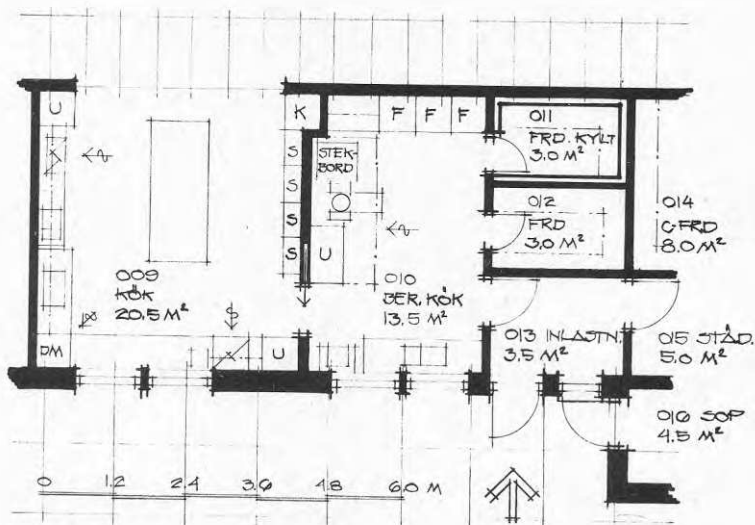 U
K
F F F
S
S
S
S
STEK-
BORD
U
011
FRD. KYLT
3.0 M²
012
FRD
3.0 M²
014
G FRD
8.0 M²
009
KÖK
20.5 M²
010
BER. KÖK
13.5 M²
S
DM
U
013 INLASTN.
3.5 M²
015 STÄD.
5.0 M²
016 SOP
4.5 M²
0 1.2 2.4 3.6 4.8 6.0 M